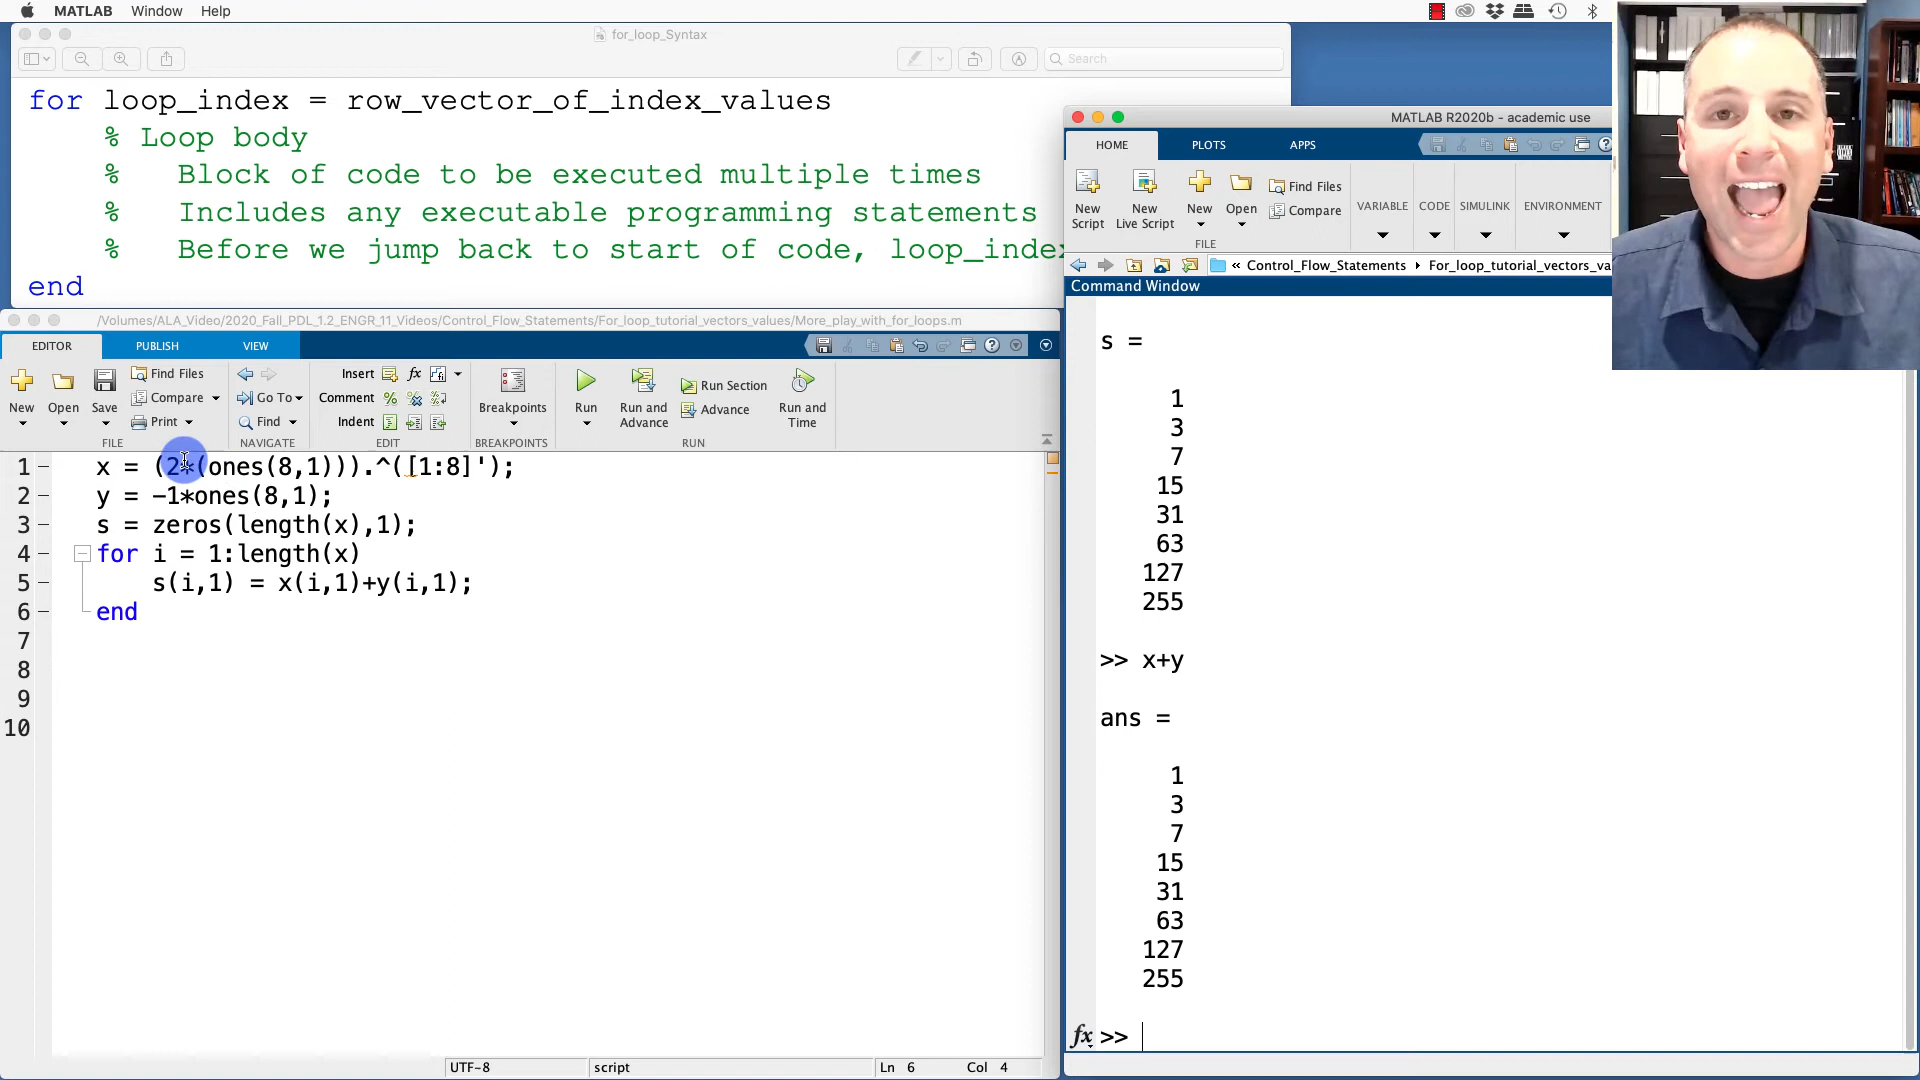 MATLAB Window Help
for_loop_Syntax
Search
for loop_index = row_vector_of_index_values
% Loop body
% Block of code to be executed multiple times
% Includes any executable programming statements
% Before we jump back to start of code, loop_index
end
MATLAB R2020b - academic use
HOME PLOTS APPS
New Script New Live Script New Open Find Files Compare VARIABLE CODE SIMULINK ENVIRONMENT
FILE
« Control_Flow_Statements ▸ For_loop_tutorial_vectors_va
Command Window
/Volumes/ALA_Video/2020_Fall_PDL_1.2_ENGR_11_Videos/Control_Flow_Statements/For_loop_tutorial_vectors_values/More_play_with_for_loops.m
EDITOR PUBLISH VIEW
New Open Save Find Files Compare Print Go To Find Insert fx Comment % Indent Breakpoints Run Run and Advance Run Section Advance Run and Time
FILE NAVIGATE EDIT BREAKPOINTS RUN
1 x = (2*(ones(8,1))).^([1:8]');
2 y = -1*ones(8,1);
3 s = zeros(length(x),1);
4 for i = 1:length(x)
5 s(i,1) = x(i,1)+y(i,1);
6 end
7
8
9
10
UTF-8 script Ln 6 Col 4
s =
1
3
7
15
31
63
127
255
>> x+y
ans =
1
3
7
15
31
63
127
255
fx >>